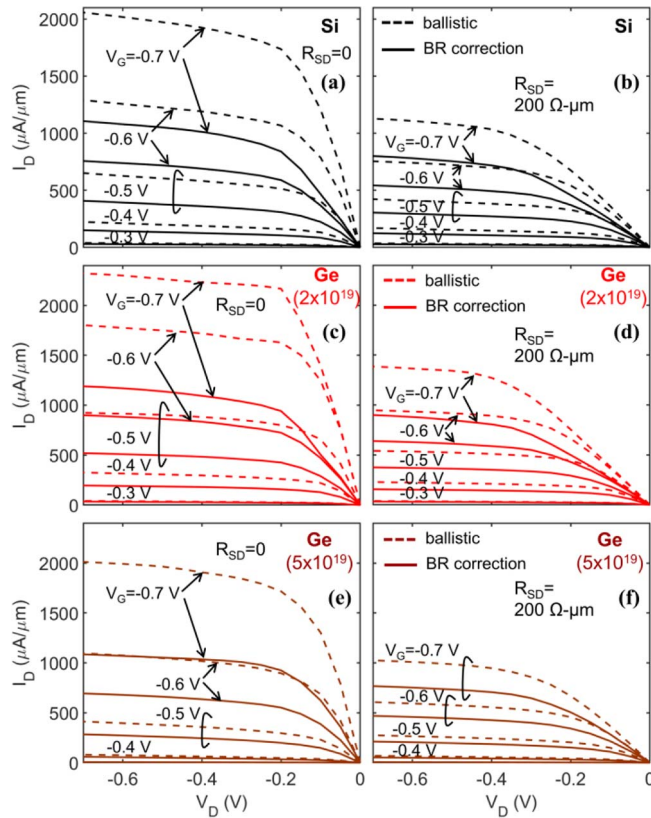 2000
1500
1000
500
0
I_D (μA/μm)
Si
V_G=-0.7 V
R_SD=0
(a)
-0.6 V
-0.5 V
-0.4 V
-0.3 V
ballistic
Si
BR correction
(b)
R_SD=
200 Ω-μm
V_G=-0.7 V
-0.6 V
-0.5 V
-0.4 V
-0.3 V
2000
1500
1000
500
0
I_D (μA/μm)
Ge
V_G=-0.7 V
R_SD=0
(2x10^19)
(c)
-0.6 V
-0.5 V
-0.4 V
-0.3 V
ballistic
Ge
BR correction
(2x10^19)
(d)
R_SD=
200 Ω-μm
V_G=-0.7 V
-0.6 V
-0.5 V
-0.4 V
-0.3 V
2000
1500
1000
500
0
I_D (μA/μm)
Ge
R_SD=0
(5x10^19)
V_G=-0.7 V
(e)
-0.6 V
-0.5 V
-0.4 V
-0.6
-0.4
-0.2
0
V_D (V)
ballistic
Ge
BR correction
(5x10^19)
R_SD=
(f)
200 Ω-μm
V_G=-0.7 V
-0.6 V
-0.5 V
-0.4 V
-0.6
-0.4
-0.2
0
V_D (V)